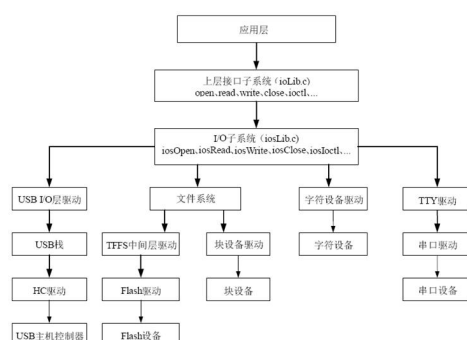 应用层
上层接口子系统(ioLib.c)
open、read、write、close、ioctl、...
I/O子系统(iosLib.c)
iosOpen、iosRead、iosWrite、iosClose、iosIoctl、...
USB I/O层驱动
文件系统
字符设备驱动
TTY驱动
USB栈
TFFS中间层驱动
块设备驱动
字符设备
串口驱动
HC驱动
Flash驱动
块设备
串口设备
USB主机控制器
Flash设备